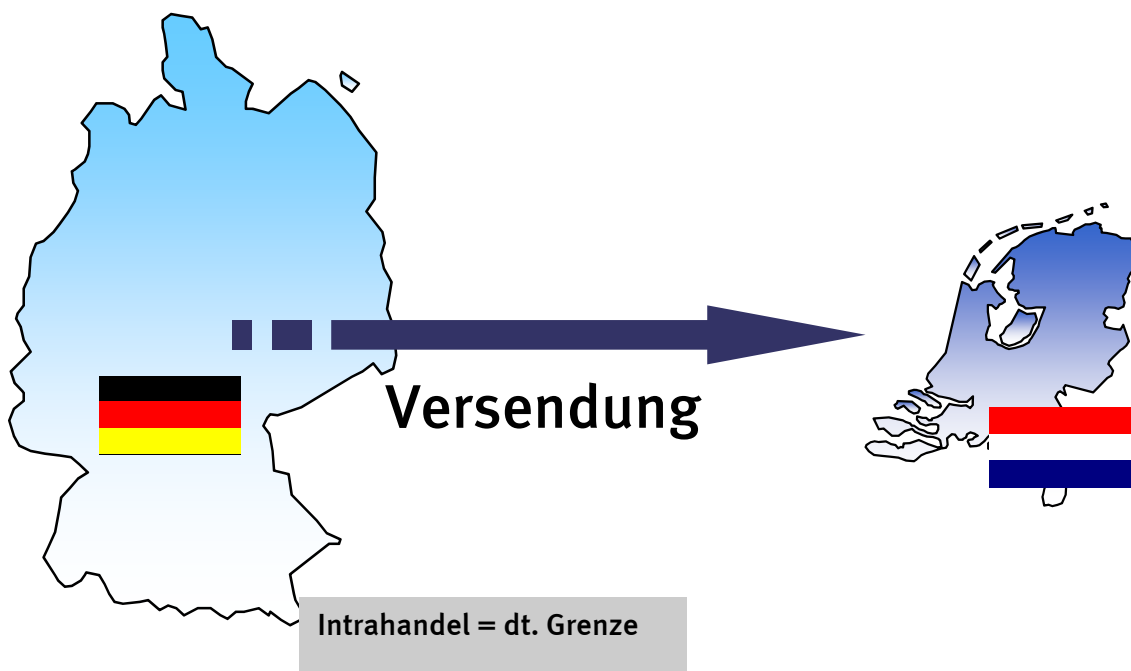 Versendung
Intrahandel = dt. Grenze